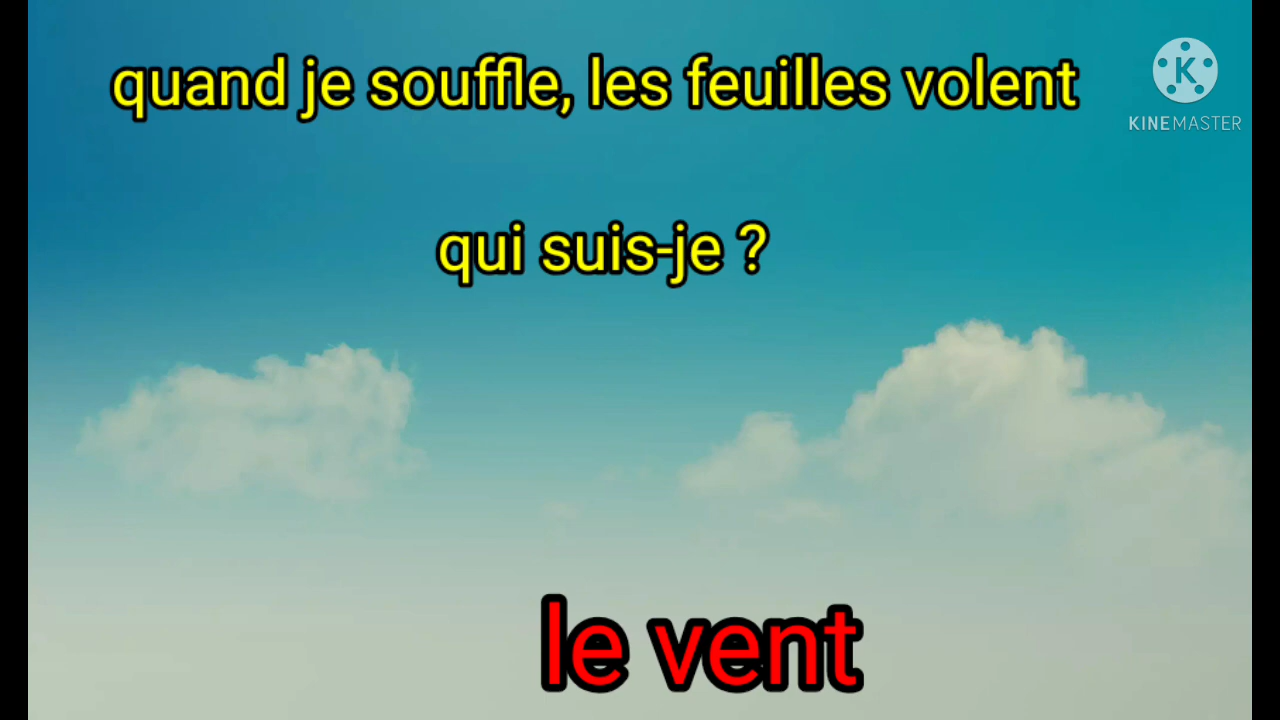 quand je souffle, les feuilles volent
K
KINEMASTER
qui suis-je ?
le vent